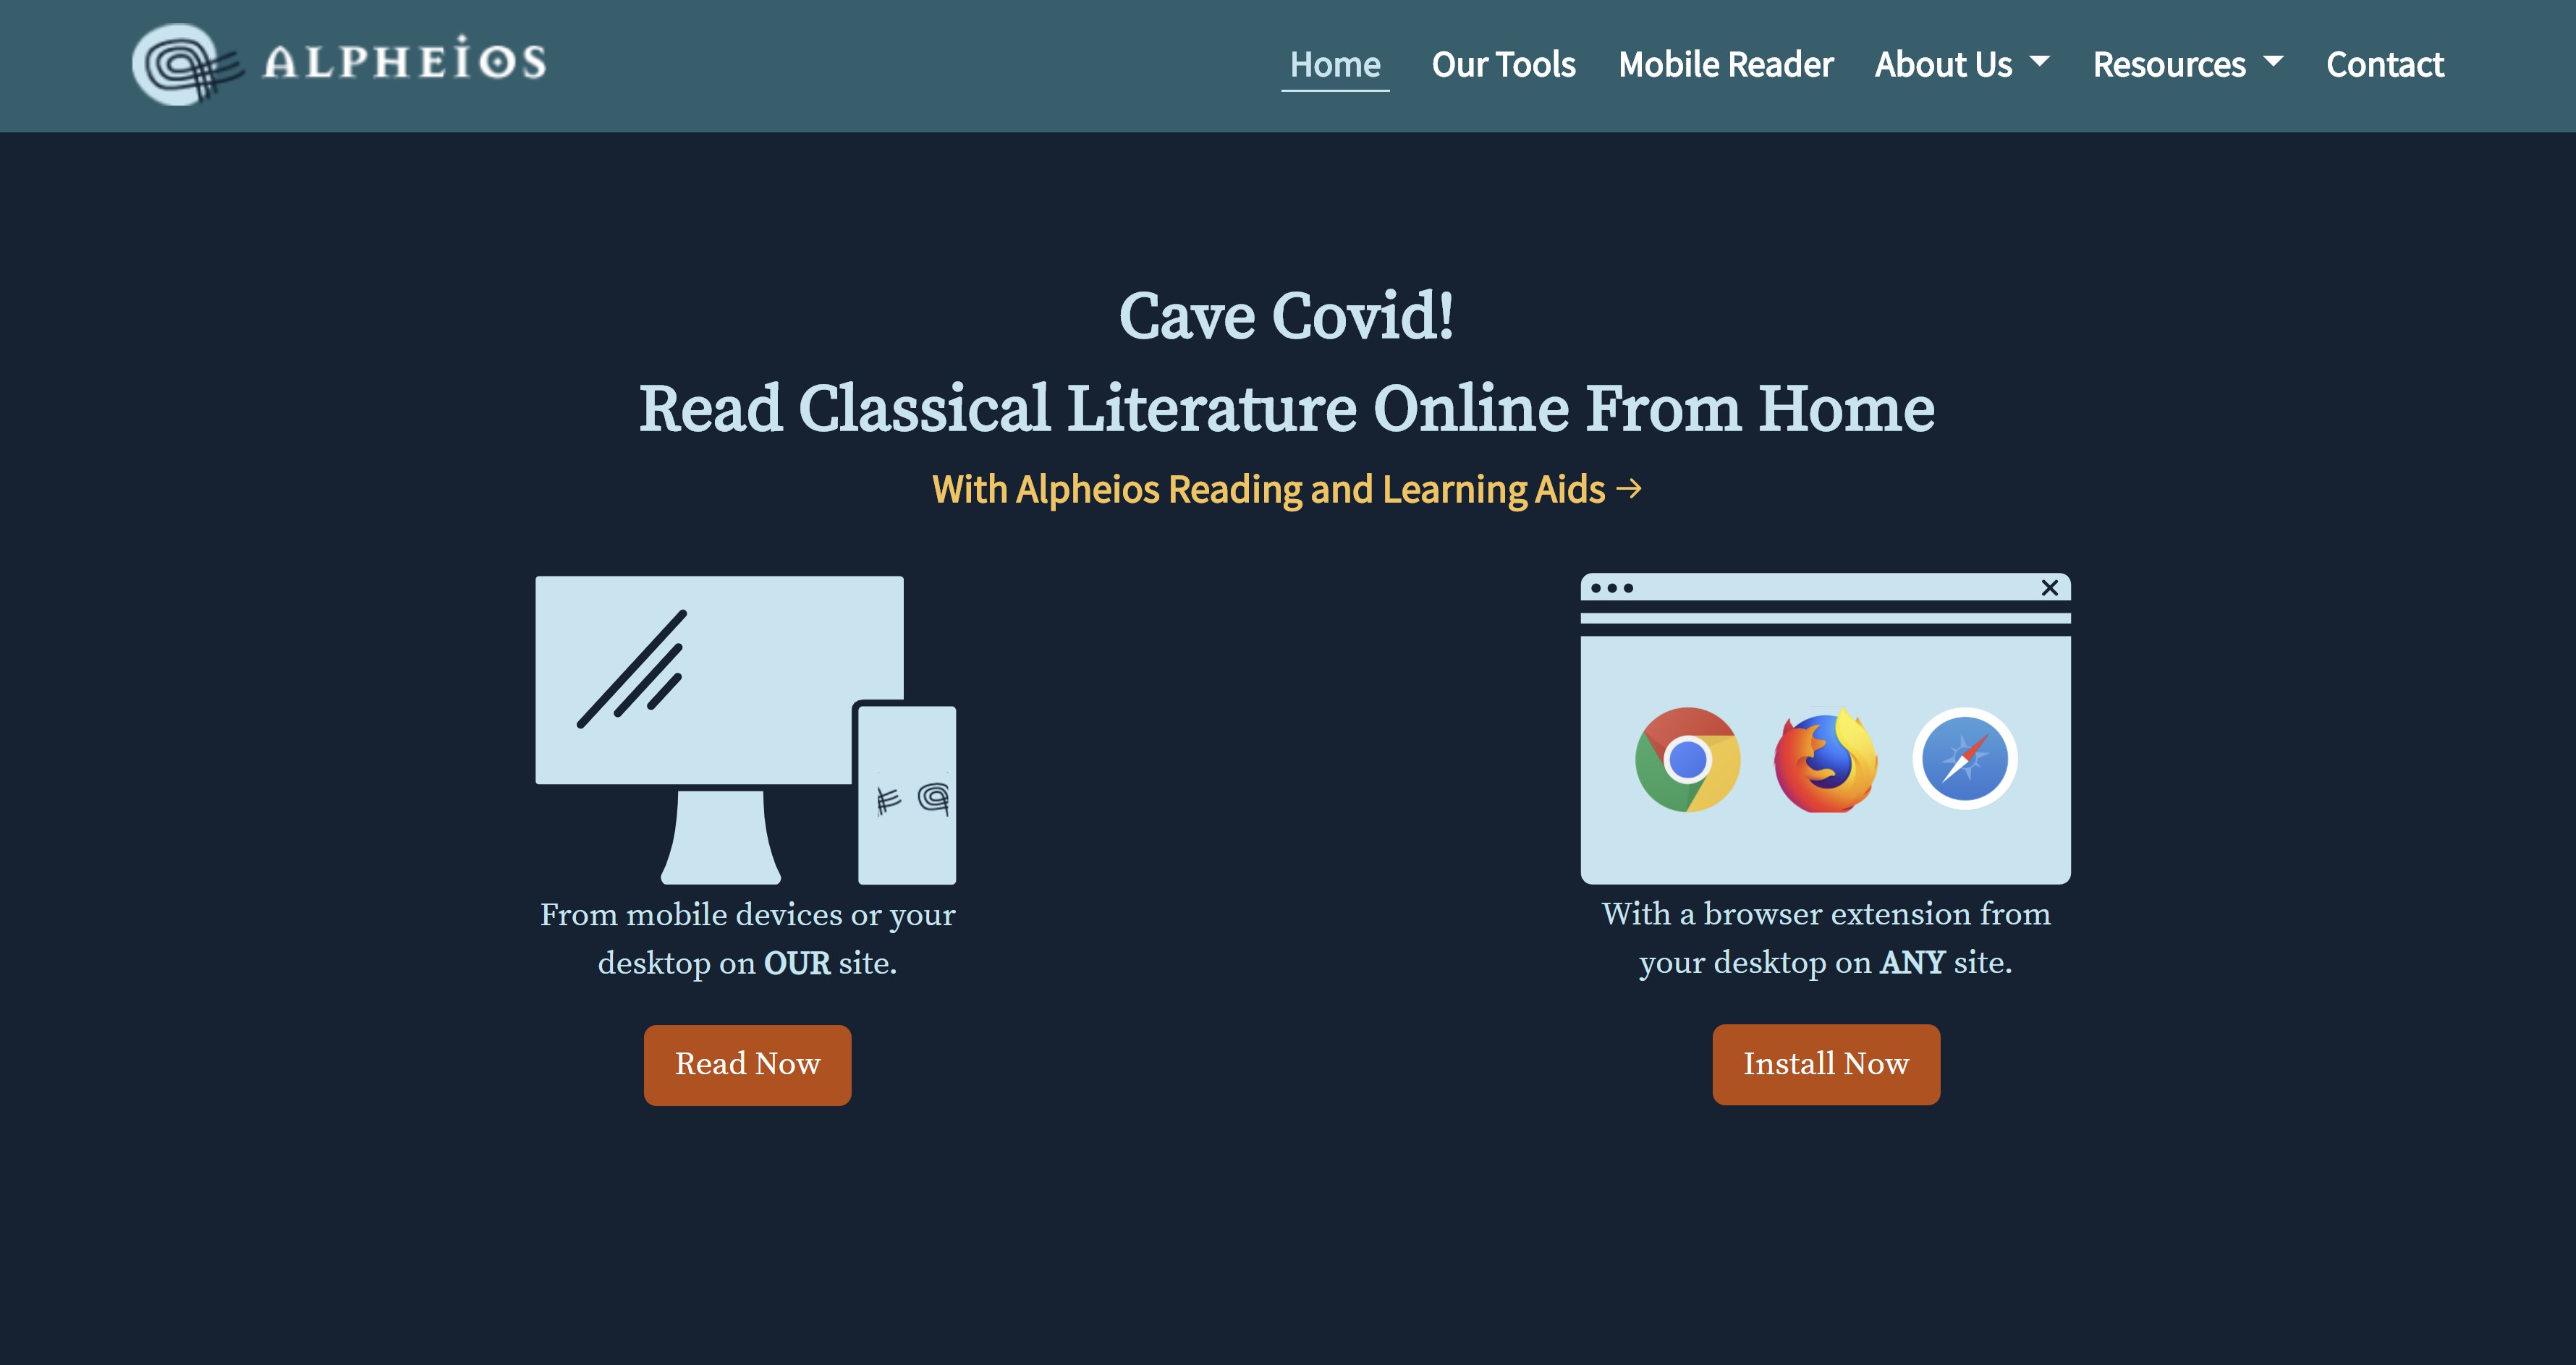 ALPHEIOS
Home Our Tools Mobile Reader About Us Resources Contact
Cave Covid!
Read Classical Literature Online From Home
With Alpheios Reading and Learning Aids →
From mobile devices or your
desktop on OUR site.
Read Now
With a browser extension from
your desktop on ANY site.
Install Now